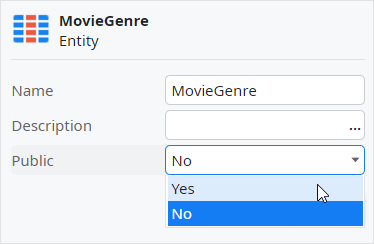 MovieGenre
Entity
Name MovieGenre
Description ...
Public No
Yes
No